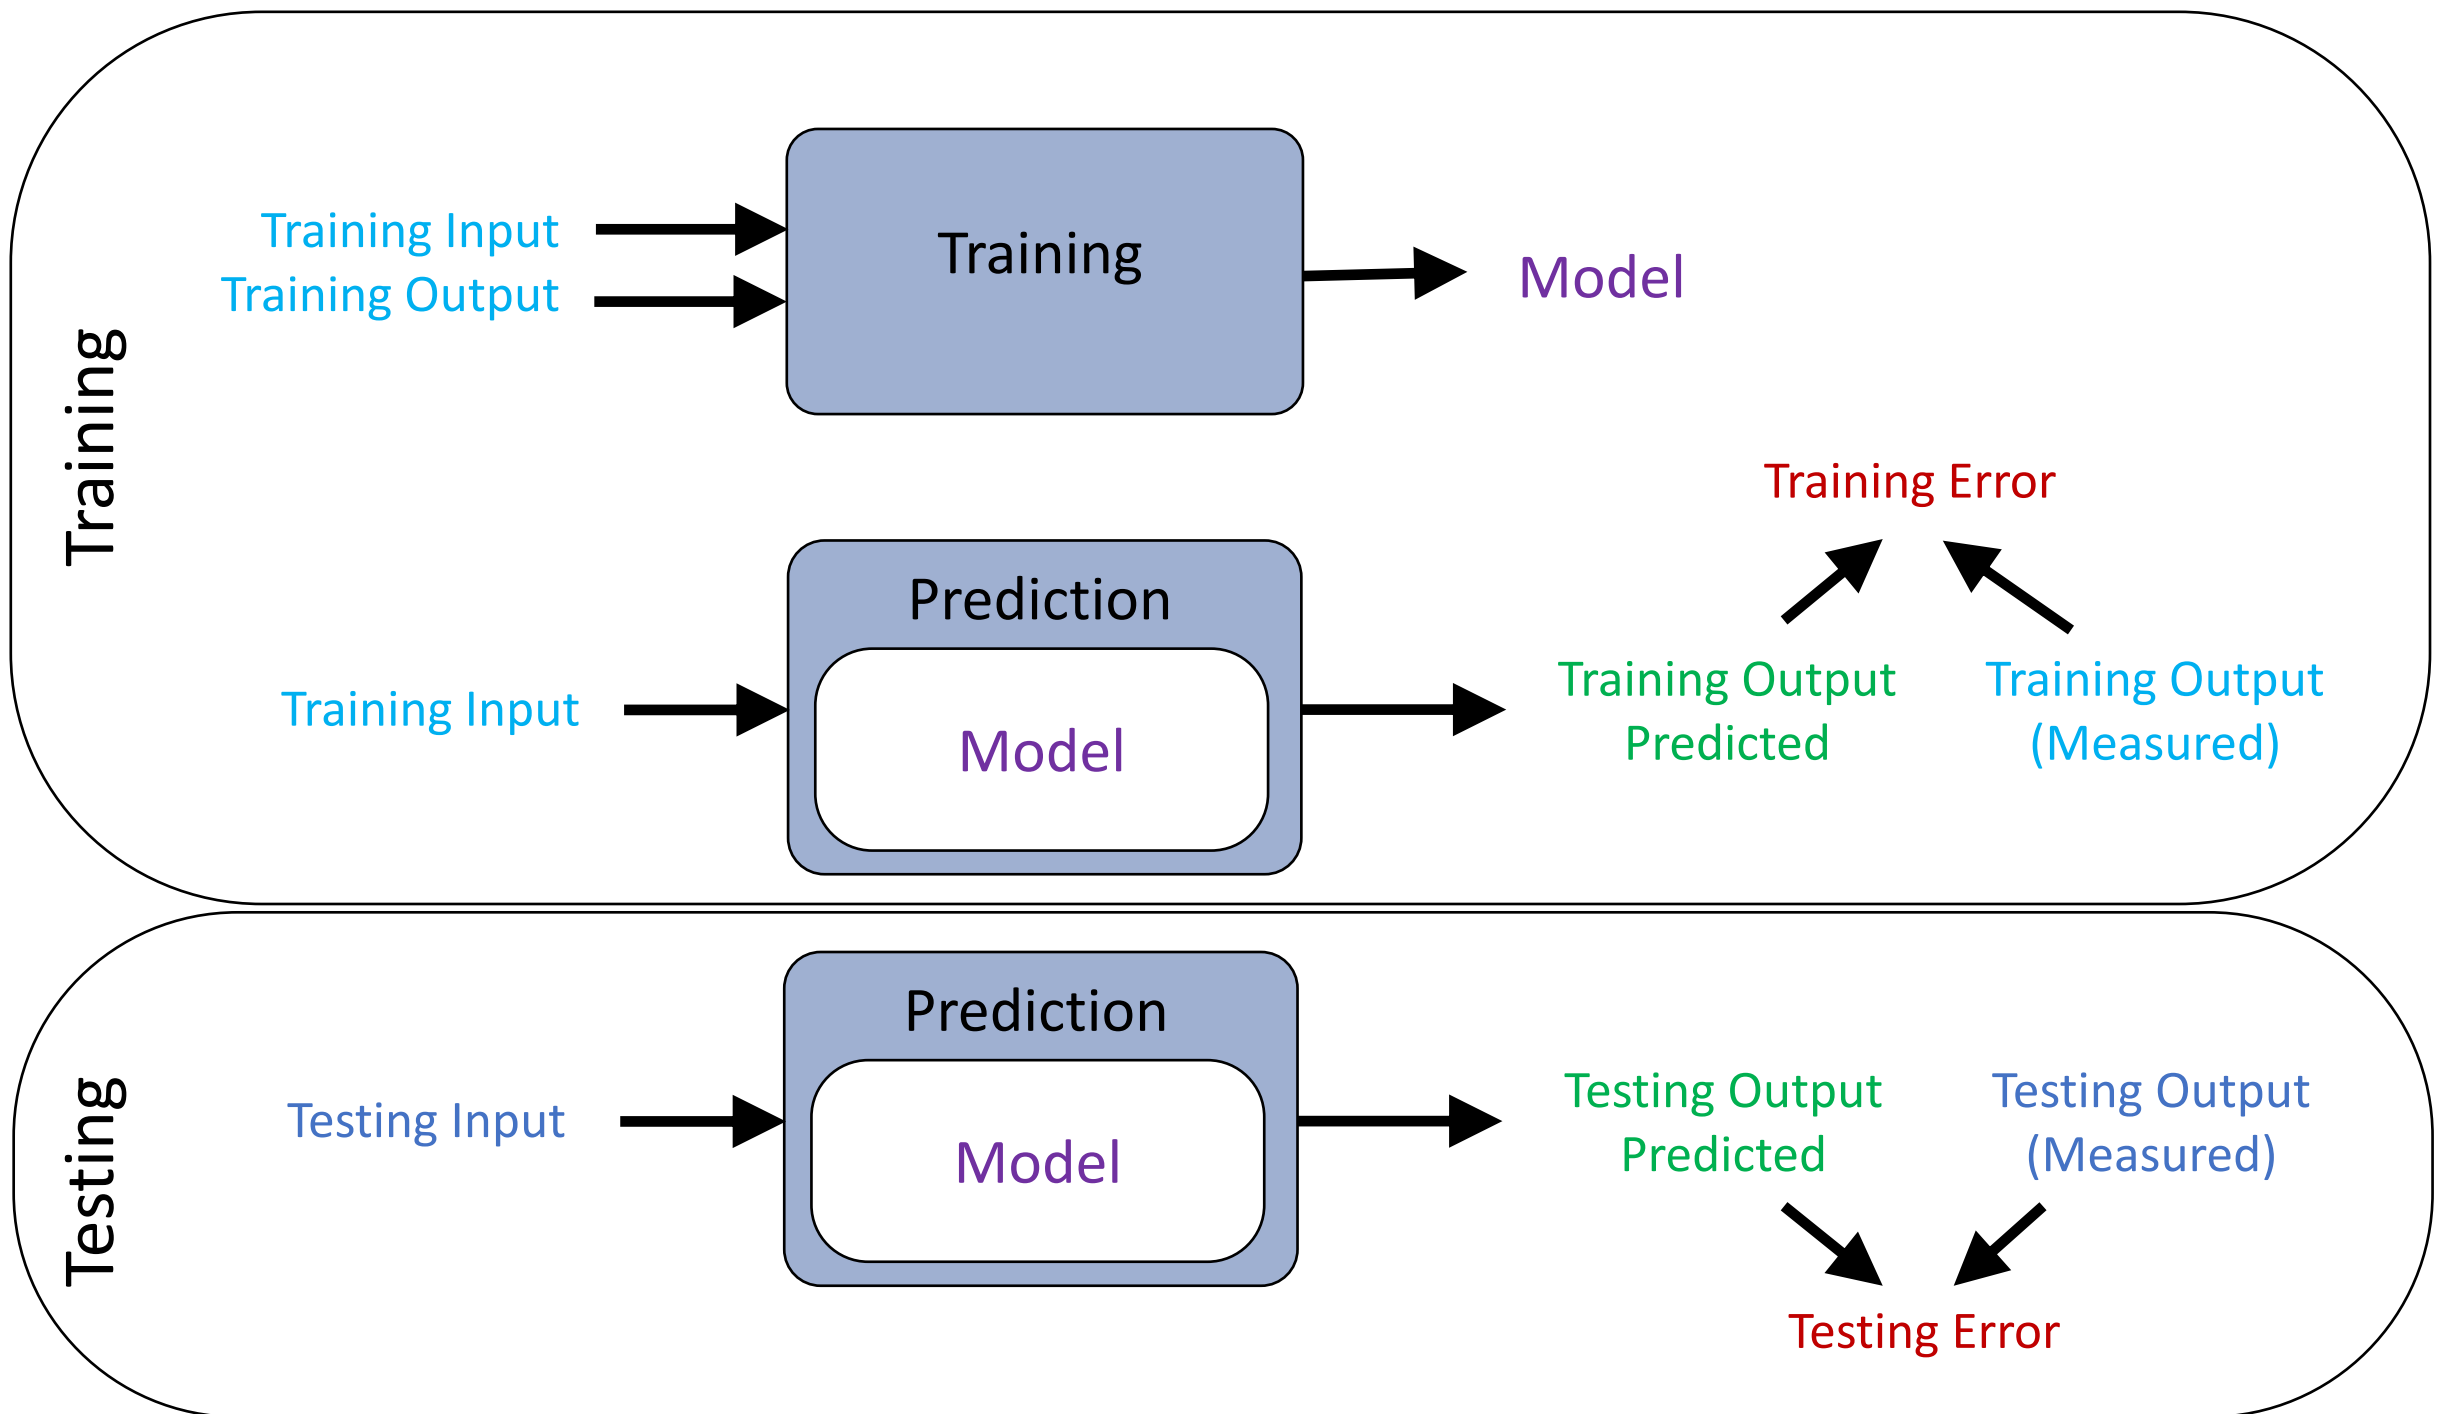 Training
Training Input
Training Output
Training
Model
Training Error
Prediction
Training Input
Model
Training Output
Predicted
Training Output
(Measured)
Testing
Prediction
Testing Input
Model
Testing Output
Predicted
Testing Output
(Measured)
Testing Error